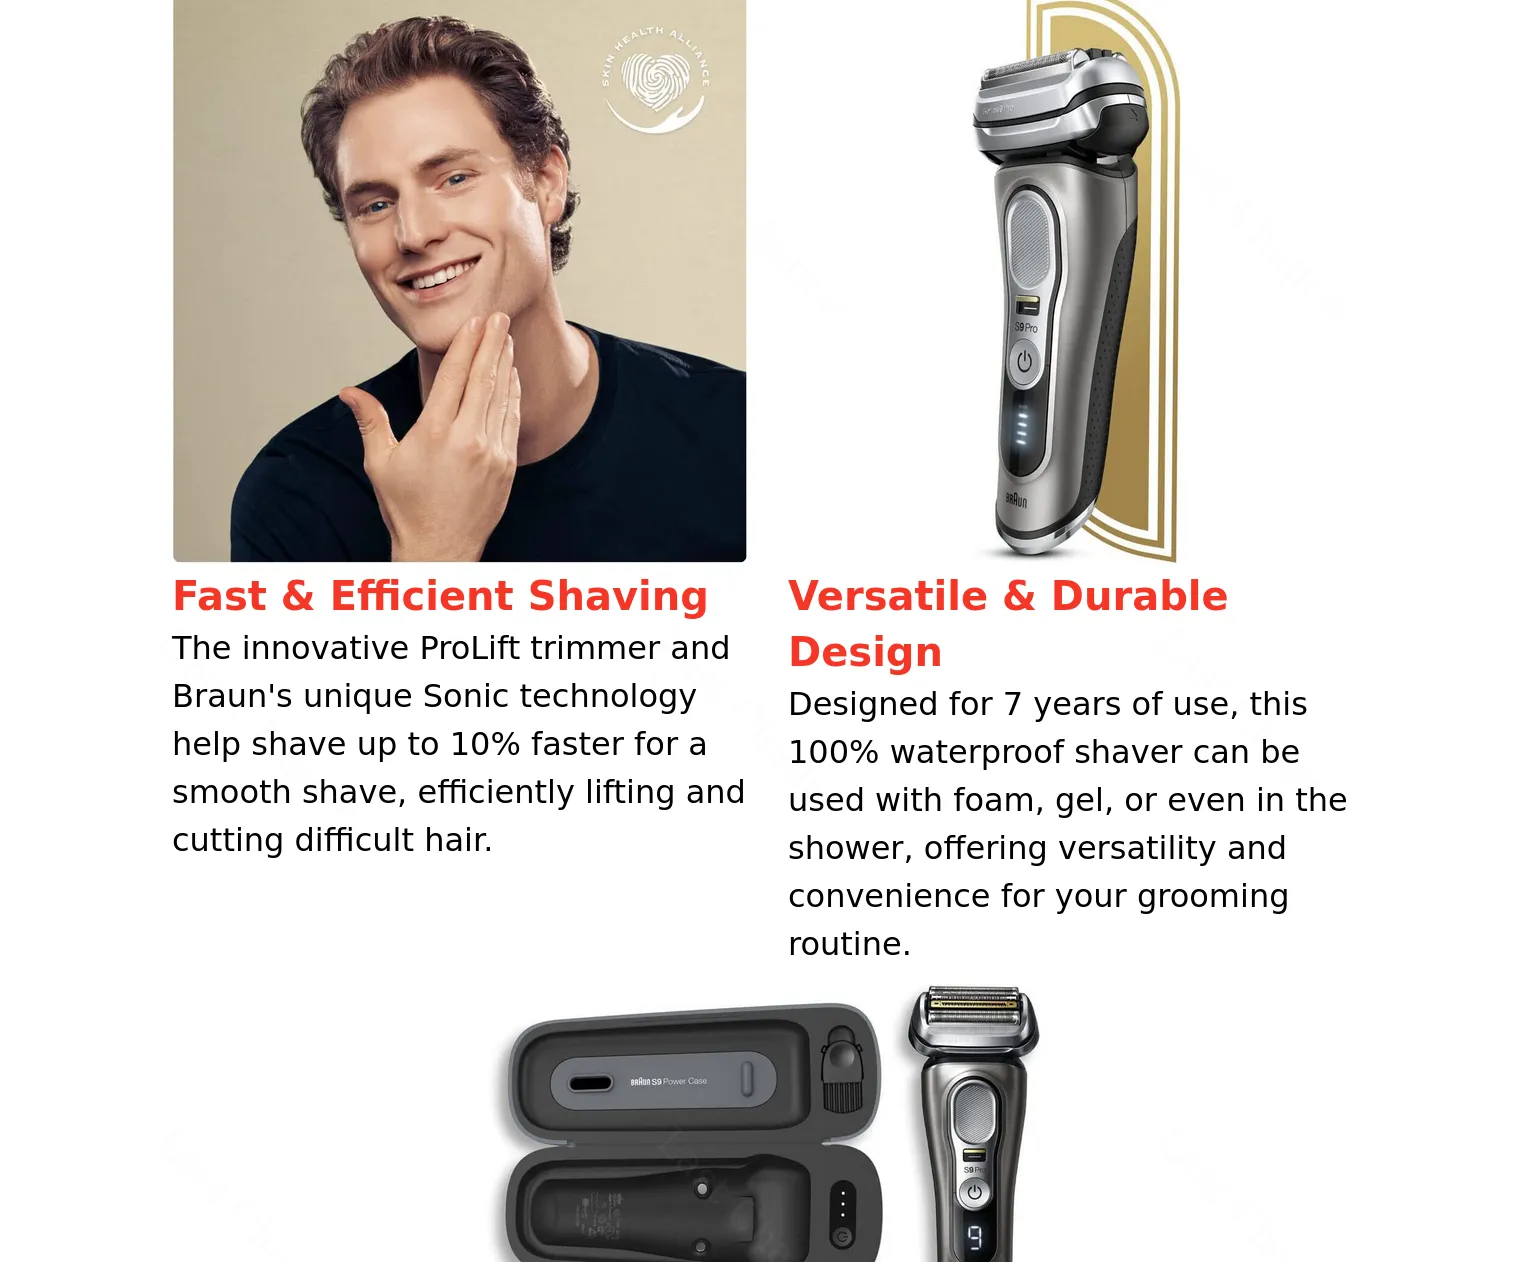 SKIN HEALTH ALLIANCE
S9 Pro
BRAUN
Fast & Efficient Shaving
The innovative ProLift trimmer and
Braun's unique Sonic technology
help shave up to 10% faster for a
smooth shave, efficiently lifting and
cutting difficult hair.
Versatile & Durable
Design
Designed for 7 years of use, this
100% waterproof shaver can be
used with foam, gel, or even in the
shower, offering versatility and
convenience for your grooming
routine.
BRAUN S9 Power Case
S9 Pro
9